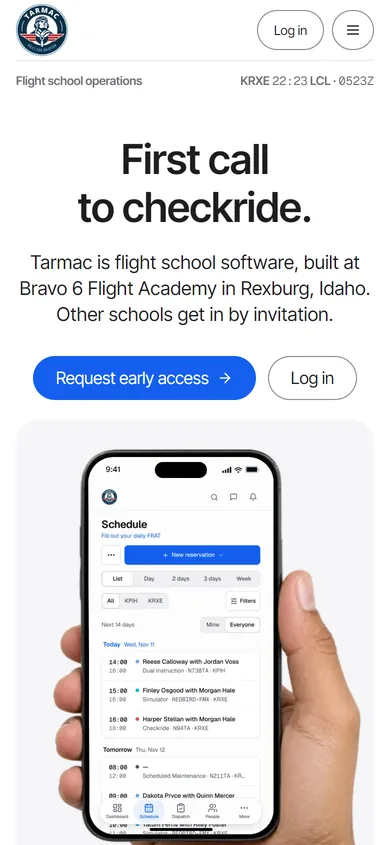 TARMAC
BUILT FOR AVIATION
Log in
Flight school operations
KRXE 22:23 LCL · 0523Z
First call
to checkride.
Tarmac is flight school software, built at
Bravo 6 Flight Academy in Rexburg, Idaho.
Other schools get in by invitation.
Request early access →
Log in
9:41
Schedule
Fill out your daily FRAT
+ New reservation
List Day 2 days 3 days Week
All KPIH KRXE
Filters
Next 14 days
Mine Everyone
Today Wed, Nov 11
14:00 Reese Calloway with Jordan Voss
16:00 Dual Instruction · N738TA · KPIH
15:00 Finley Osgood with Morgan Hale
16:00 Simulator · REDBIRD-FMX · KRXE
16:00 Harper Stellan with Morgan Hale
18:00 Checkride · N94TA · KRXE
Tomorrow Thu, Nov 12
08:00 —
12:00 Scheduled Maintenance · N211TA · KR...
09:00 Dakota Pryce with Quinn Mercer
Dashboard Schedule Dispatch People More